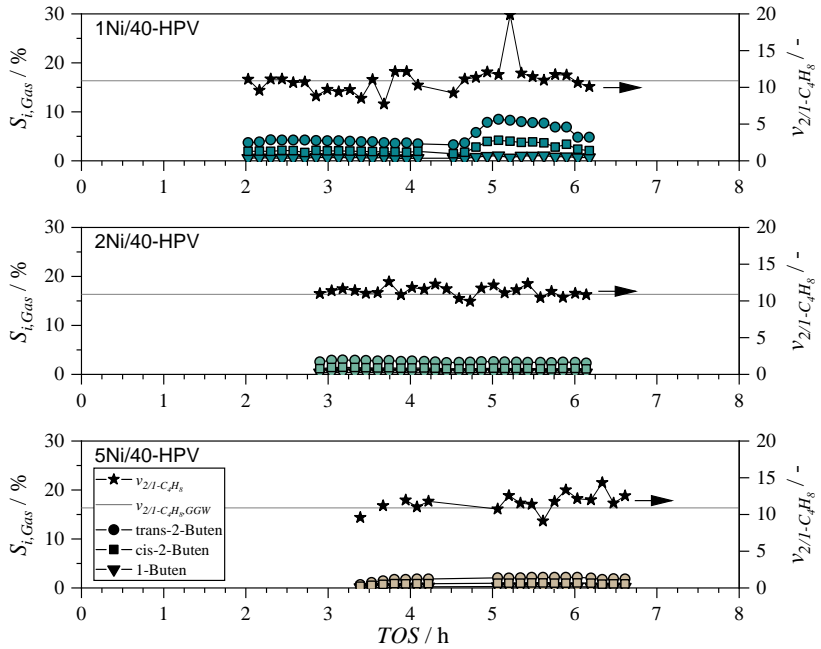 1Ni/40-HPV
S_{i,Gas} / %
30
20
10
0
20
15
10
5
0
v_{2/1-C_4H_8} / -
0 1 2 3 4 5 6 7 8
2Ni/40-HPV
S_{i,Gas} / %
30
20
10
0
20
15
10
5
0
v_{2/1-C_4H_8} / -
0 1 2 3 4 5 6 7 8
5Ni/40-HPV
v_{2/1-C_4H_8}
v_{2/1-C_4H_8,GGW}
trans-2-Buten
cis-2-Buten
1-Buten
S_{i,Gas} / %
30
20
10
0
20
15
10
5
0
v_{2/1-C_4H_8} / -
0 1 2 3 4 5 6 7 8
TOS / h